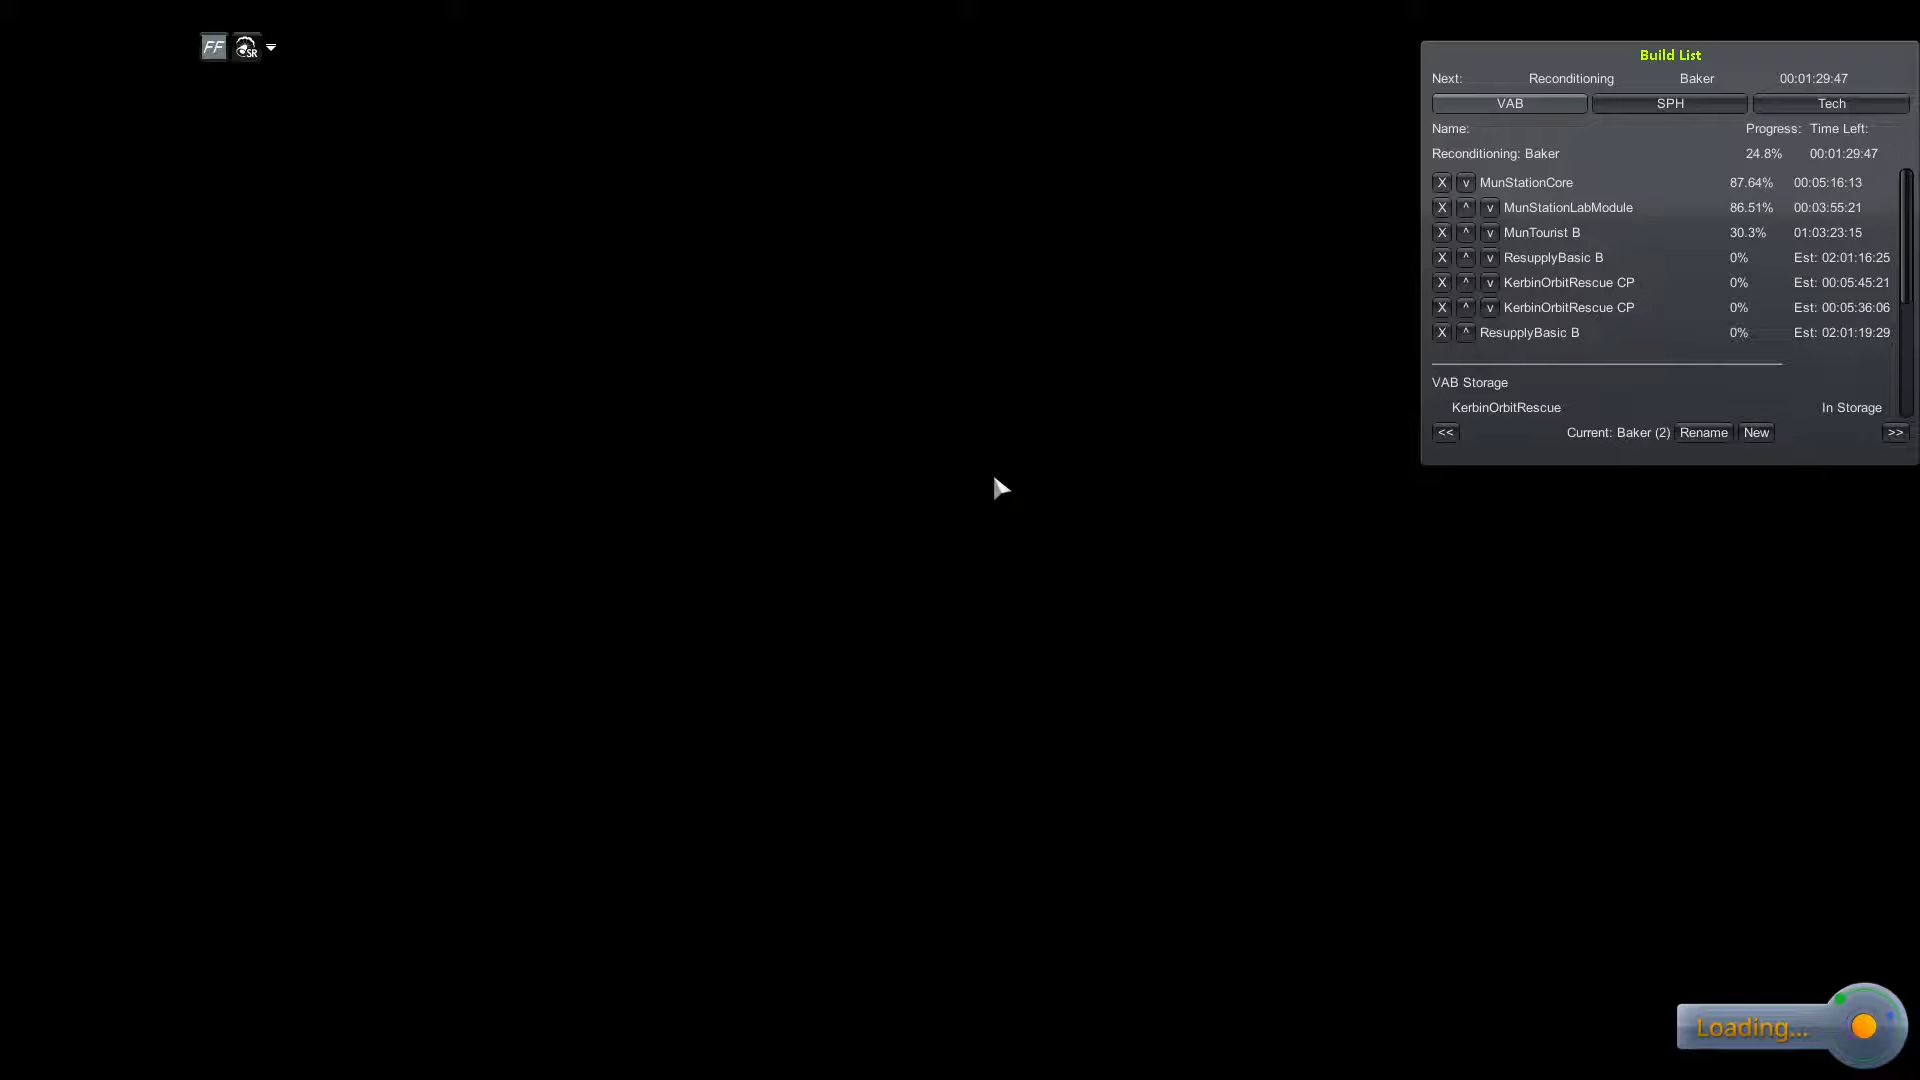 FF SR
Build List
Next: Reconditioning Baker 00:01:29:47
VAB SPH Tech
Name: Progress: Time Left:
Reconditioning: Baker 24.8% 00:01:29:47
X v MunStationCore 87.64% 00:05:16:13
X ^ v MunStationLabModule 86.51% 00:03:55:21
X ^ v MunTourist B 30.3% 01:03:23:15
X ^ v ResupplyBasic B 0% Est: 02:01:16:25
X ^ v KerbinOrbitRescue CP 0% Est: 00:05:45:21
X ^ v KerbinOrbitRescue CP 0% Est: 00:05:36:06
X ^ ResupplyBasic B 0% Est: 02:01:19:29
VAB Storage
KerbinOrbitRescue In Storage
<< Current: Baker (2) Rename New >>
Loading...